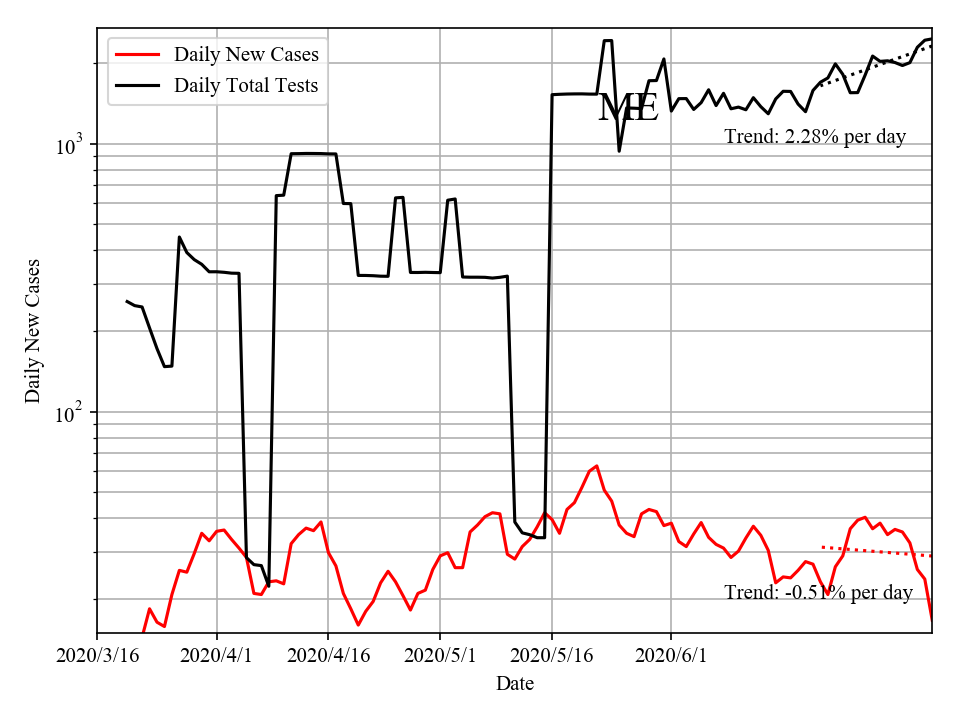 Daily New Cases
Daily Total Tests
ME
10³
Trend: 2.28% per day
Daily New Cases
10²
Trend: -0.51% per day
2020/3/16 2020/4/1 2020/4/16 2020/5/1 2020/5/16 2020/6/1
Date